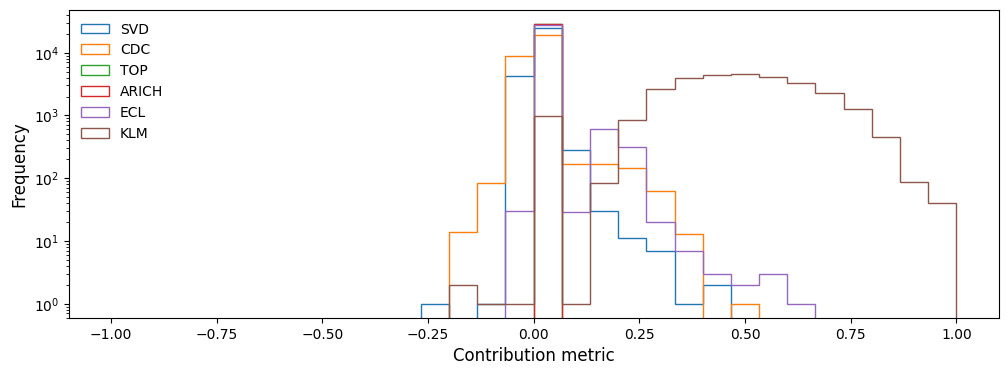 SVD
CDC
TOP
ARICH
ECL
KLM
Frequency
10⁴
10³
10²
10¹
10⁰
−1.00 −0.75 −0.50 −0.25 0.00 0.25 0.50 0.75 1.00
Contribution metric